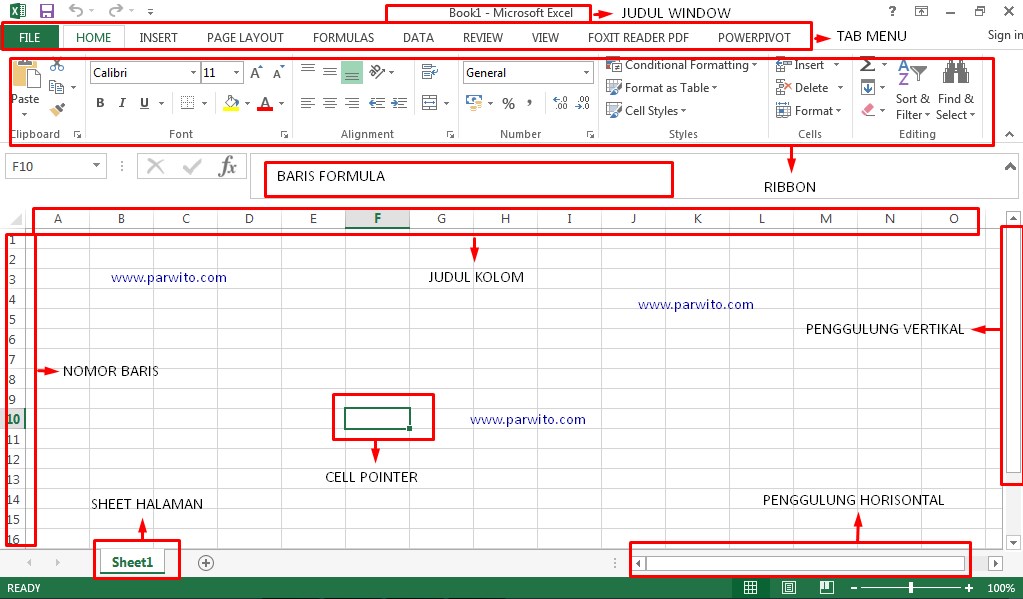 Book1 - Microsoft Excel
JUDUL WINDOW
?
FILE HOME INSERT PAGE LAYOUT FORMULAS DATA REVIEW VIEW FOXIT READER PDF POWERPIVOT
TAB MENU
Sign in
Paste
Clipboard
Calibri 11 A A
B I U A
Font
Alignment
General
% , .00 .0
Number
Conditional Formatting
Format as Table
Cell Styles
Styles
Insert
Delete
Format
Cells
Σ A Z
Sort & Filter
Find & Select
Editing
F10
fx
BARIS FORMULA
RIBBON
A B C D E F G H I J K L M N O
1
2
JUDUL KOLOM
3 www.parwito.com
4 www.parwito.com
5
PENGGULUNG VERTIKAL
6
7
NOMOR BARIS
8
9
10 www.parwito.com
11
12
CELL POINTER
13
14
SHEET HALAMAN
PENGGULUNG HORISONTAL
15
16
Sheet1
READY
100%